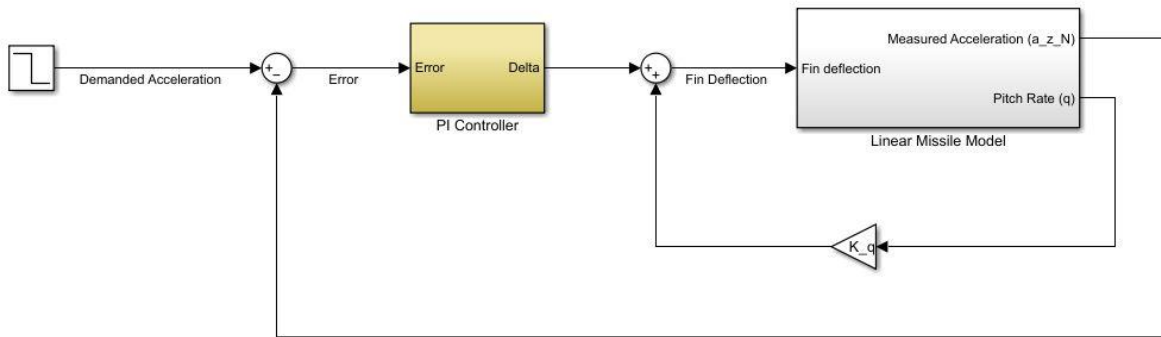 Measured Acceleration (a_z_N)
Demanded Acceleration
+
−
Error
Error
Delta
PI Controller
+
+
Fin Deflection
Fin deflection
Pitch Rate (q)
Linear Missile Model
K_q